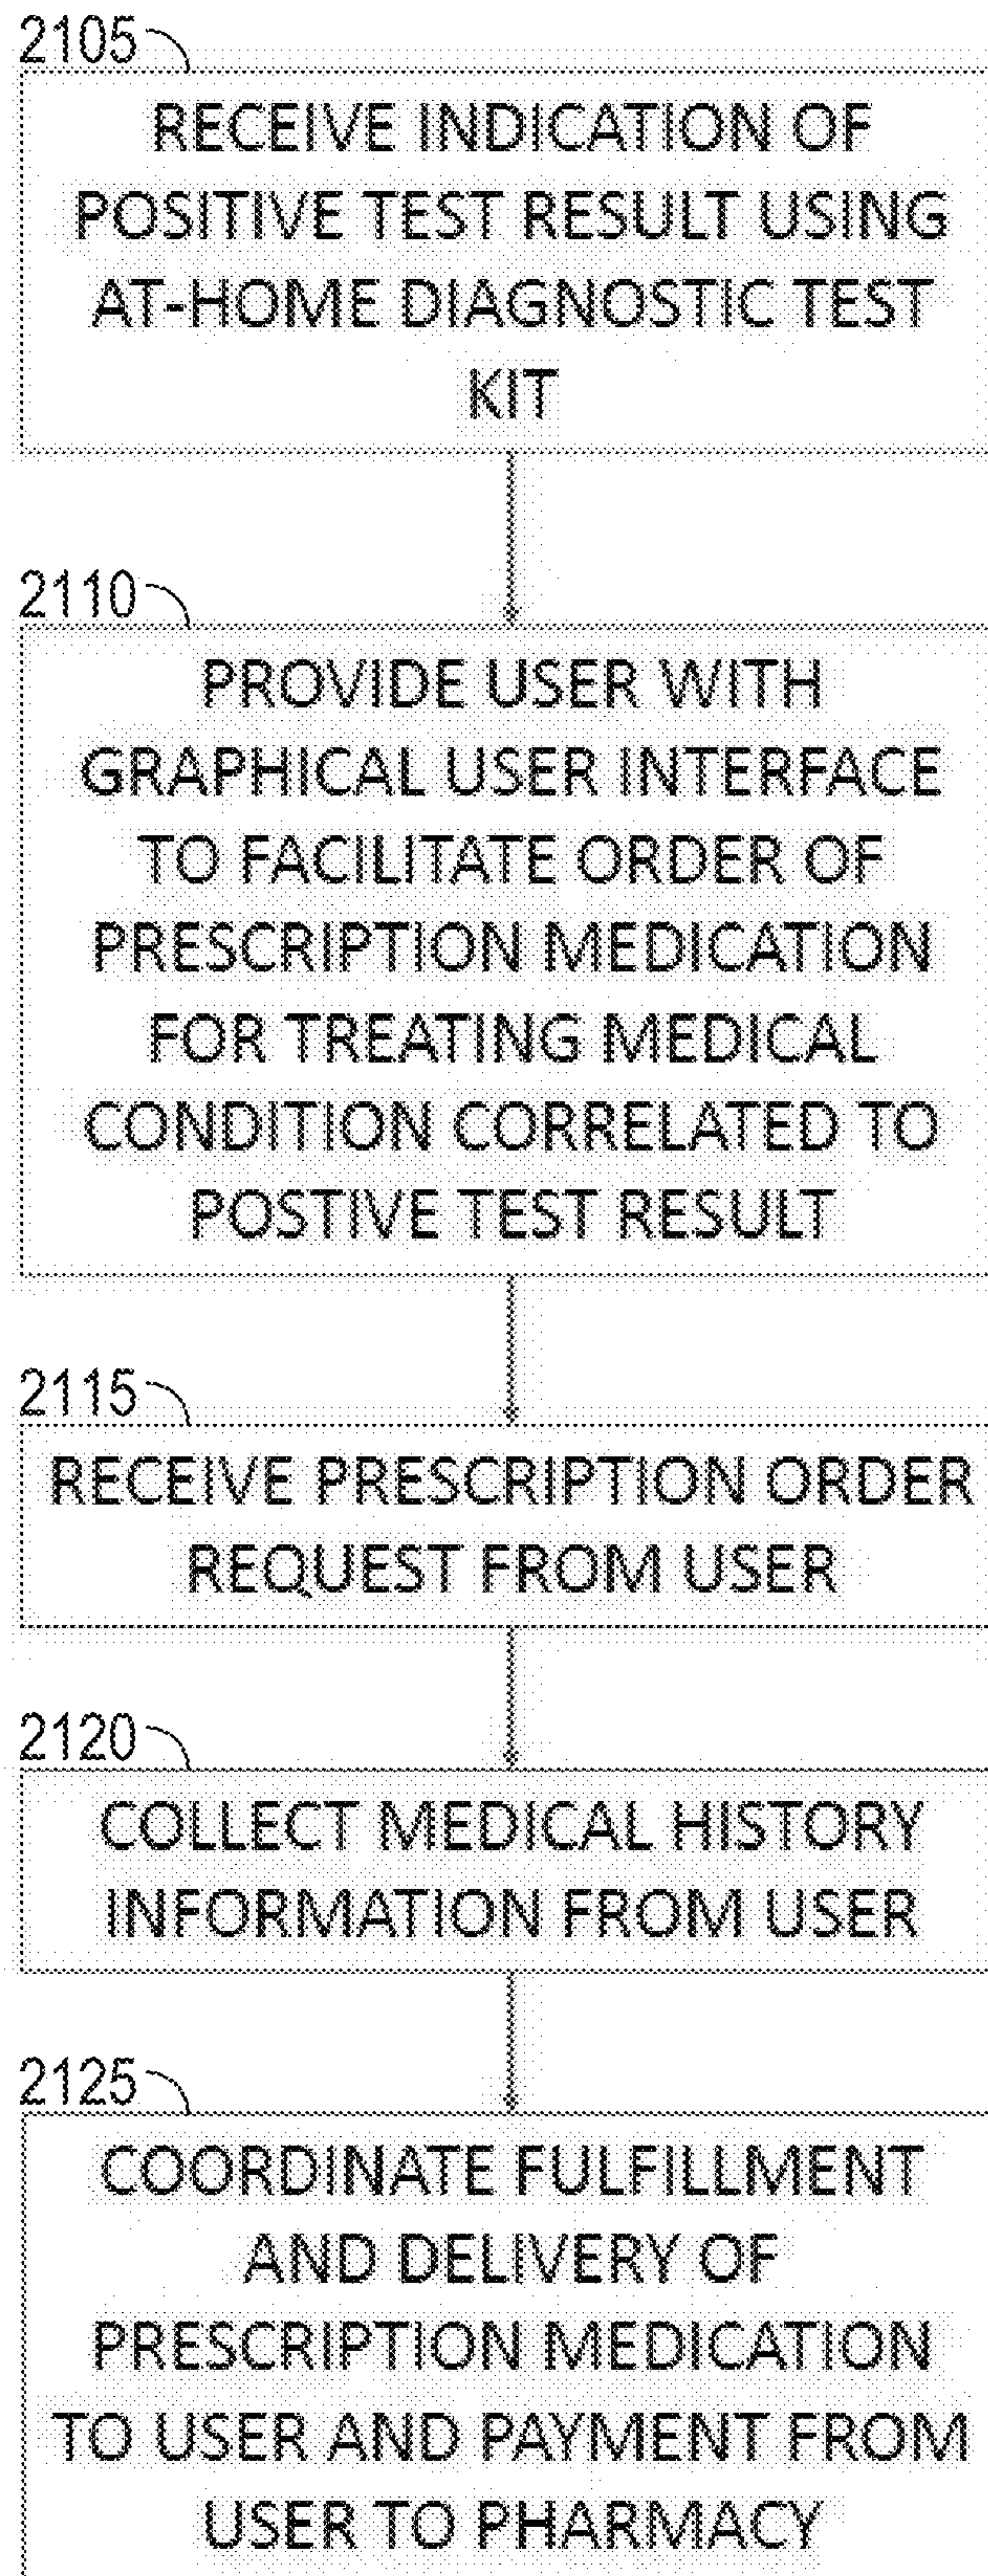 2105
RECEIVE INDICATION OF
POSITIVE TEST RESULT USING
AT-HOME DIAGNOSTIC TEST
KIT
2110
PROVIDE USER WITH
GRAPHICAL USER INTERFACE
TO FACILITATE ORDER OF
PRESCRIPTION MEDICATION
FOR TREATING MEDICAL
CONDITION CORRELATED TO
POSTIVE TEST RESULT
2115
RECEIVE PRESCRIPTION ORDER
REQUEST FROM USER
2120
COLLECT MEDICAL HISTORY
INFORMATION FROM USER
2125
COORDINATE FULFILLMENT
AND DELIVERY OF
PRESCRIPTION MEDICATION
TO USER AND PAYMENT FROM
USER TO PHARMACY